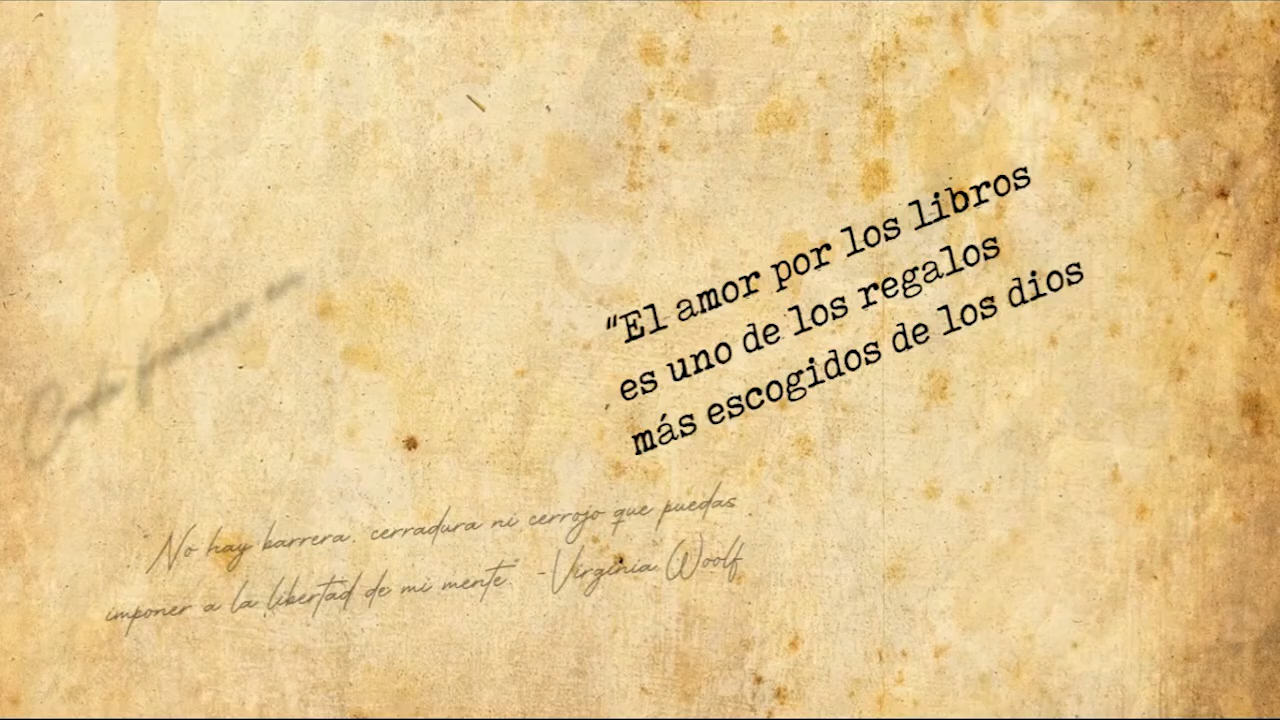 “El amor por los libros
es uno de los regalos
más escogidos de los dios
"No hay barrera, cerradura ni cerrojo que puedas
imponer a la libertad de mi mente." -Virginia Woolf